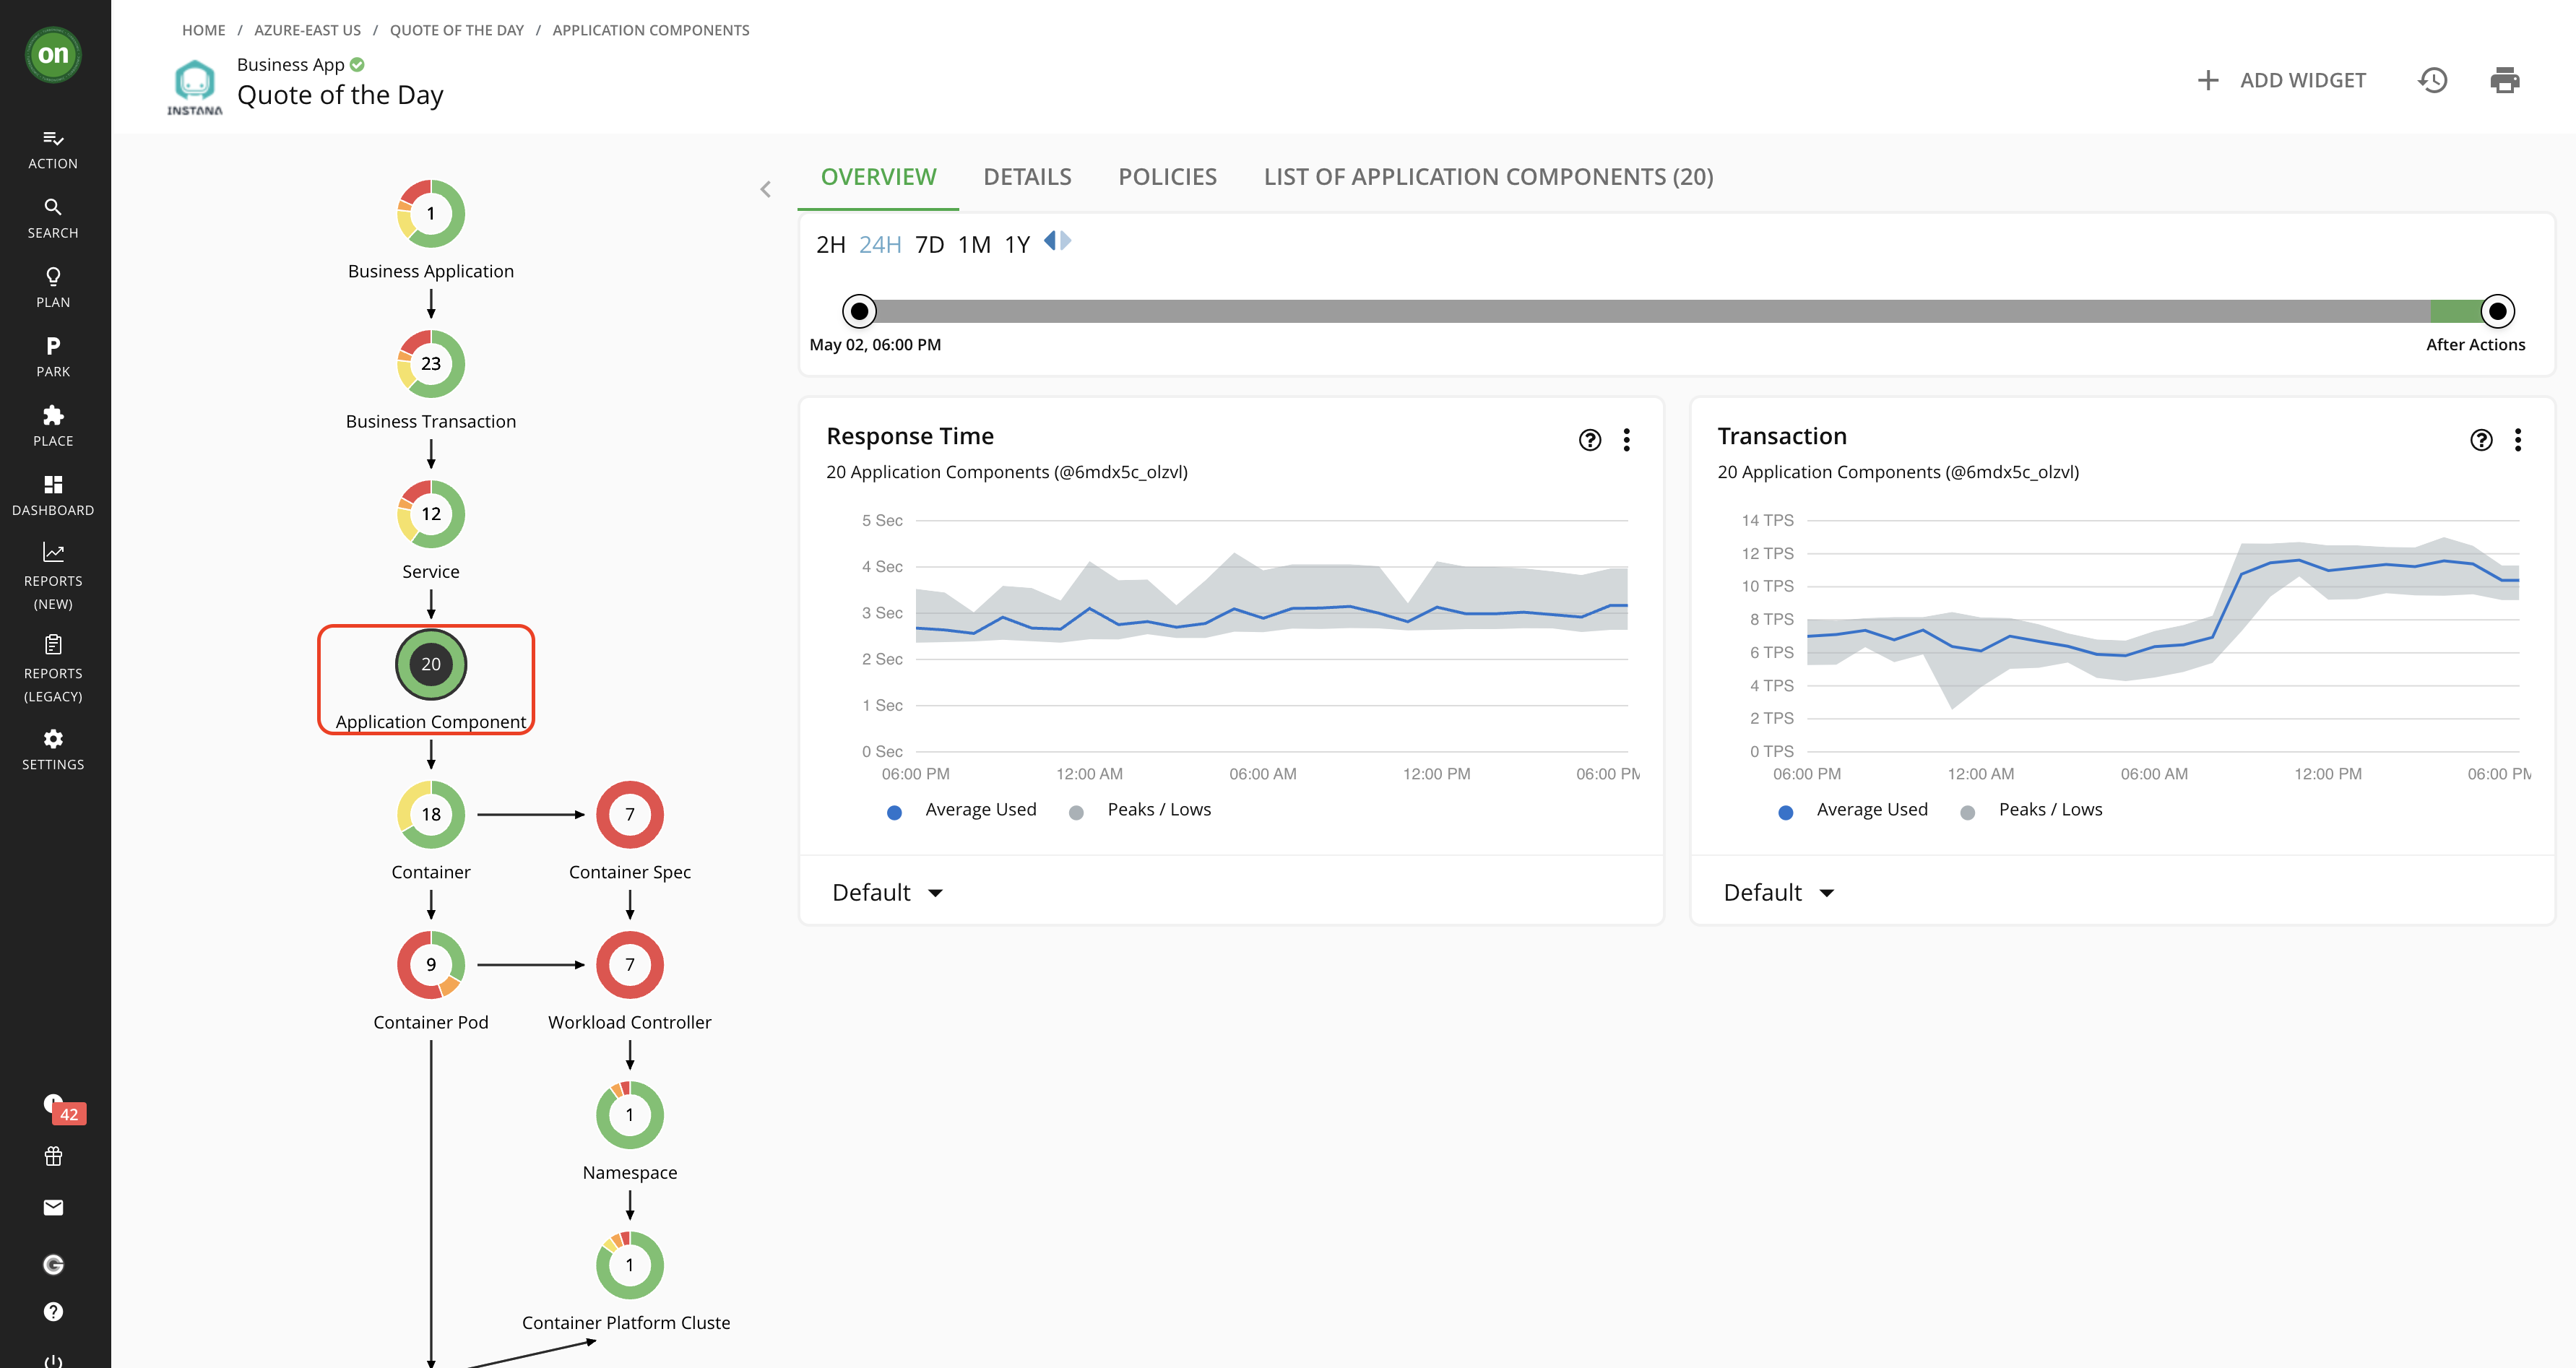 on
ACTION
SEARCH
PLAN
P
PARK
PLACE
DASHBOARD
REPORTS
(NEW)
REPORTS
(LEGACY)
SETTINGS
42
HOME / AZURE-EAST US / QUOTE OF THE DAY / APPLICATION COMPONENTS
INSTANA
Business App
Quote of the Day
ADD WIDGET
1
Business Application
23
Business Transaction
12
Service
20
Application Component
18
Container
7
Container Spec
9
Container Pod
7
Workload Controller
1
Namespace
1
Container Platform Cluste
OVERVIEW DETAILS POLICIES LIST OF APPLICATION COMPONENTS (20)
2H 24H 7D 1M 1Y
May 02, 06:00 PM
After Actions
Response Time
20 Application Components (@6mdx5c_olzvl)
5 Sec
4 Sec
3 Sec
2 Sec
1 Sec
0 Sec
06:00 PM 12:00 AM 06:00 AM 12:00 PM 06:00 PM
Average Used Peaks / Lows
Default
Transaction
20 Application Components (@6mdx5c_olzvl)
14 TPS
12 TPS
10 TPS
8 TPS
6 TPS
4 TPS
2 TPS
0 TPS
06:00 PM 12:00 AM 06:00 AM 12:00 PM 06:00 PM
Average Used Peaks / Lows
Default